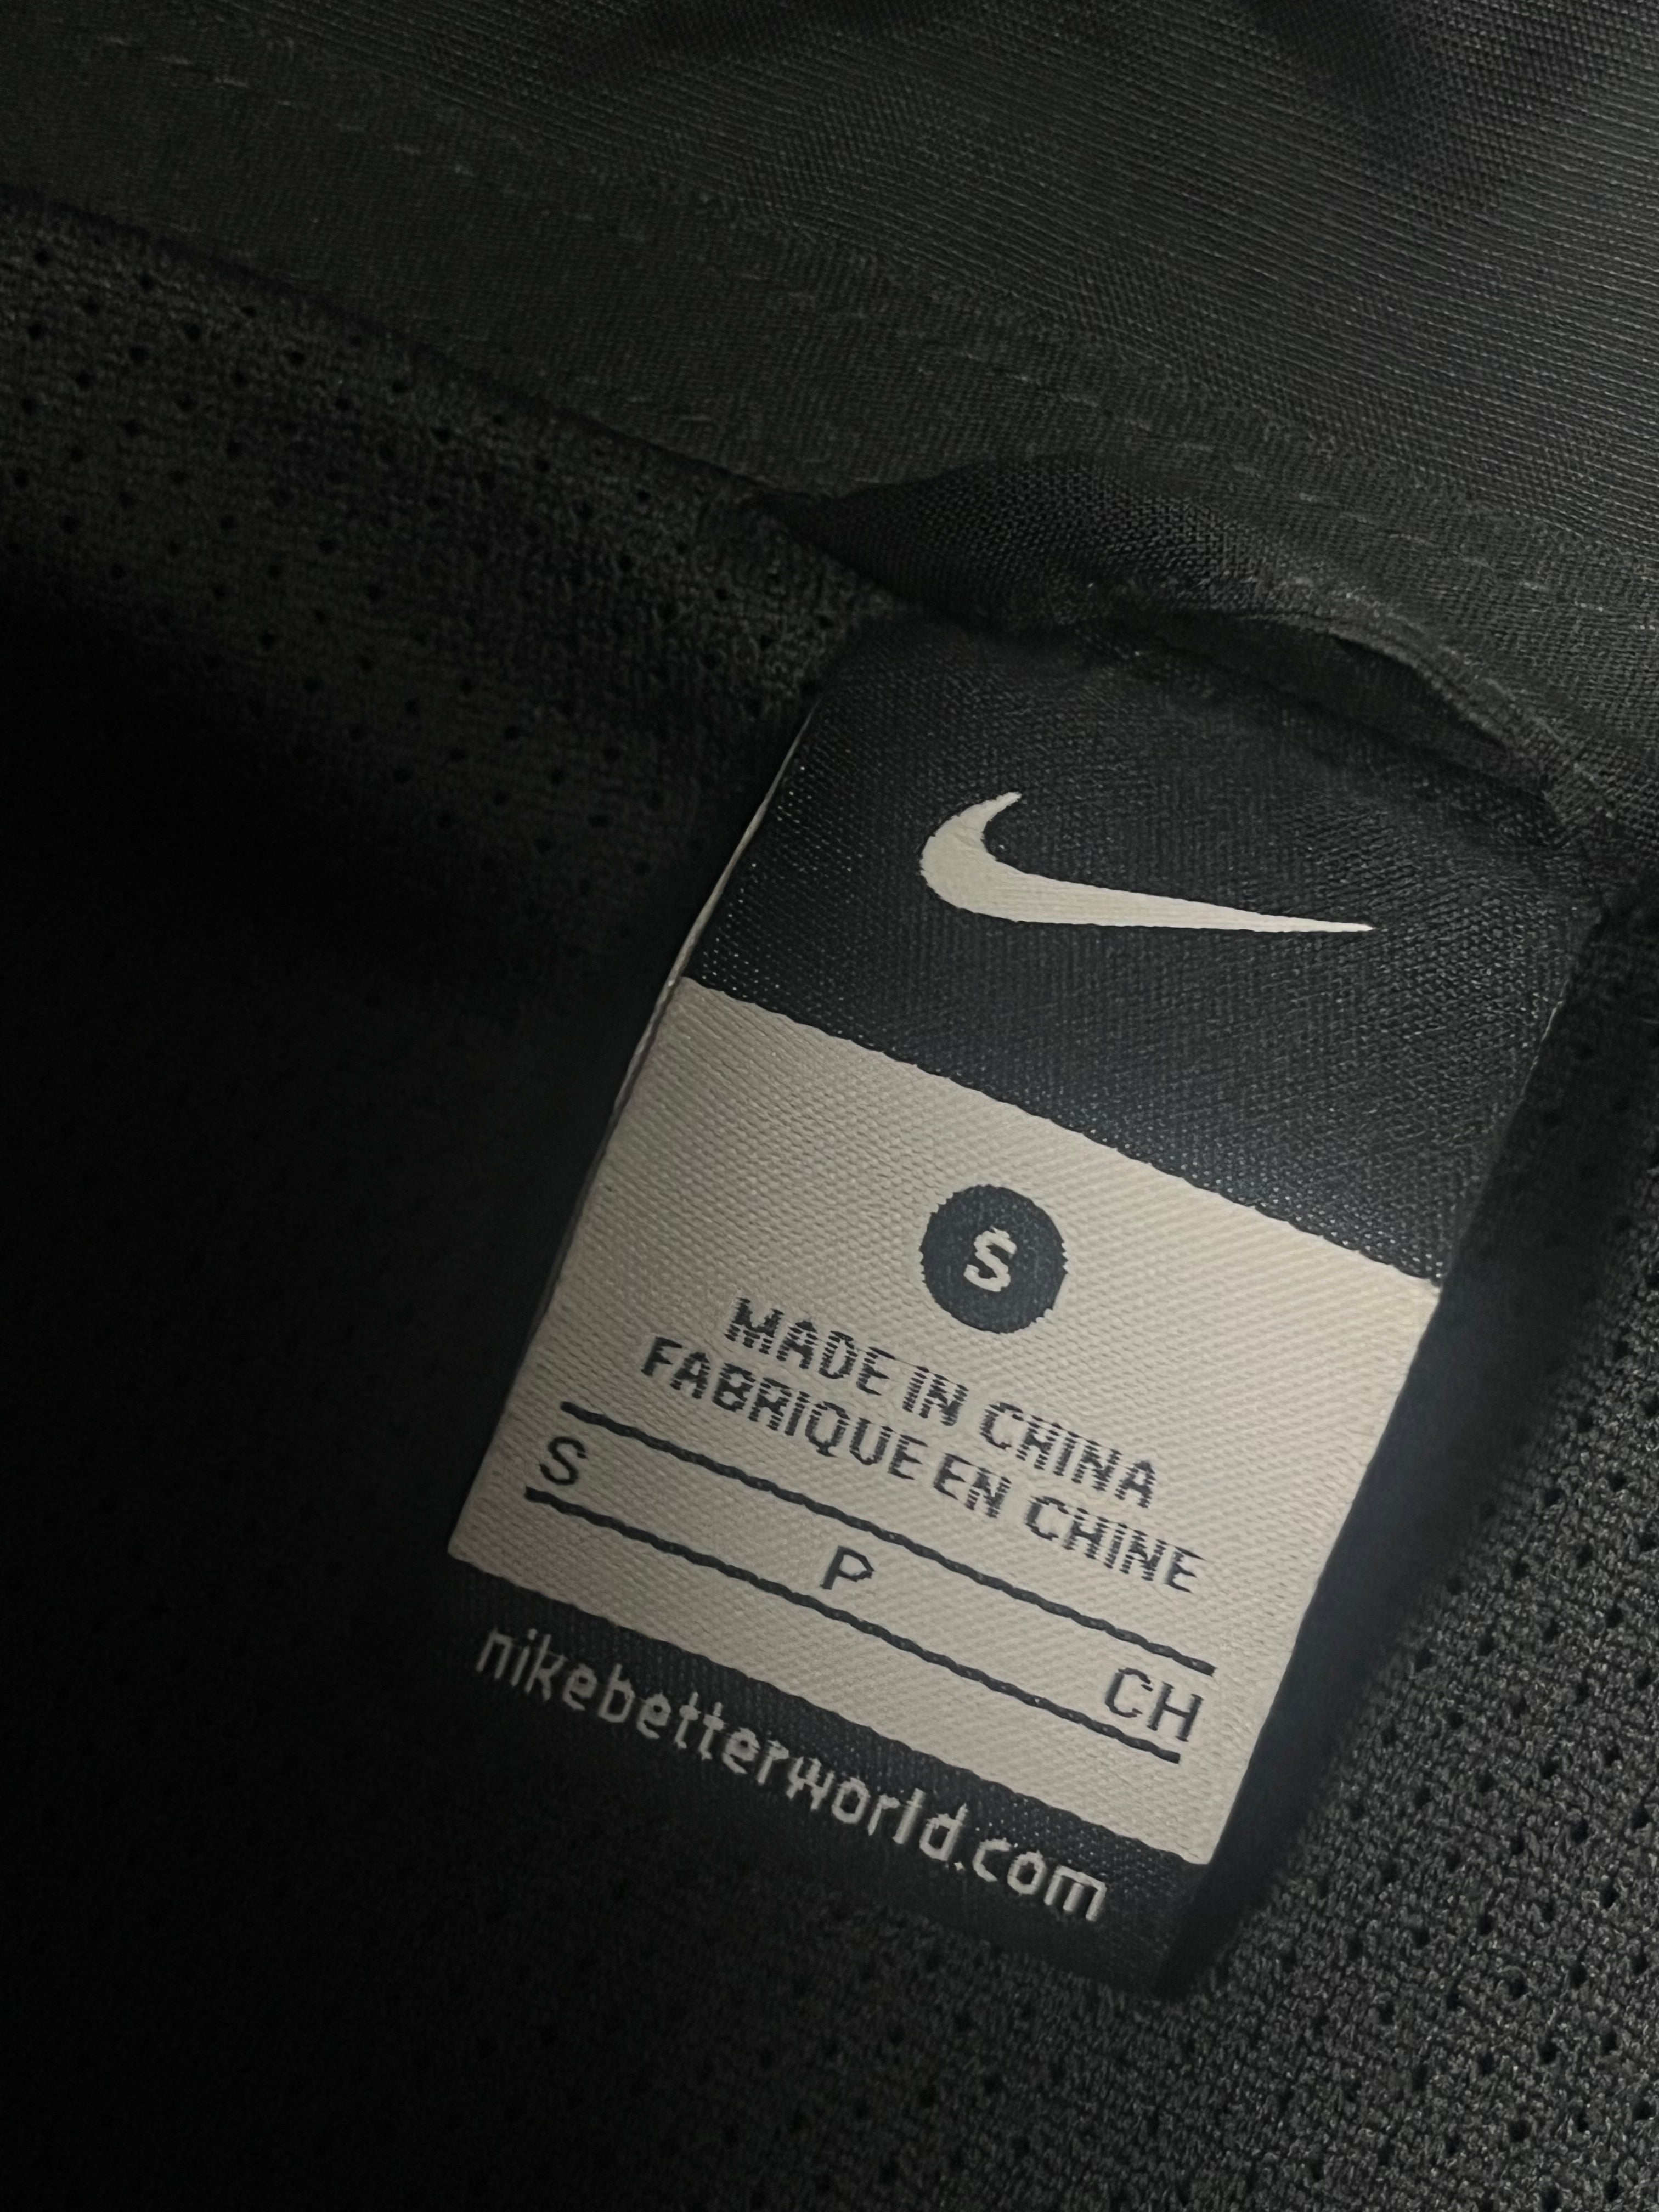 S
MADE IN CHINA
FABRIQUE EN CHINE
S P CH
nikebetterworld.com